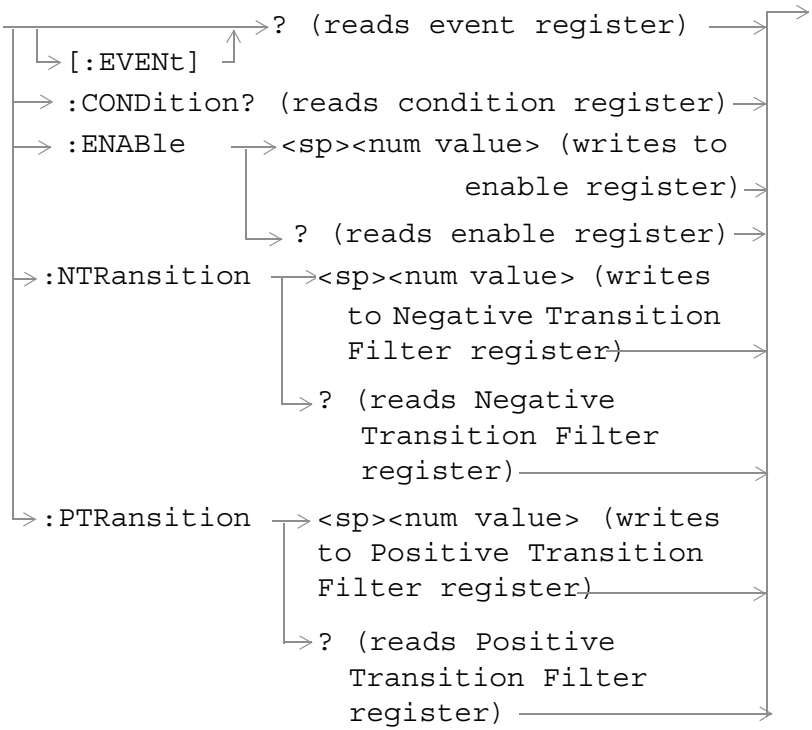 ? (reads event register)
[:EVENt]
:CONDition? (reads condition register)
:ENABle <sp><num value> (writes to
enable register)
? (reads enable register)
:NTRansition <sp><num value> (writes
to Negative Transition
Filter register)
? (reads Negative
Transition Filter
register)
:PTRansition <sp><num value> (writes
to Positive Transition
Filter register)
? (reads Positive
Transition Filter
register)